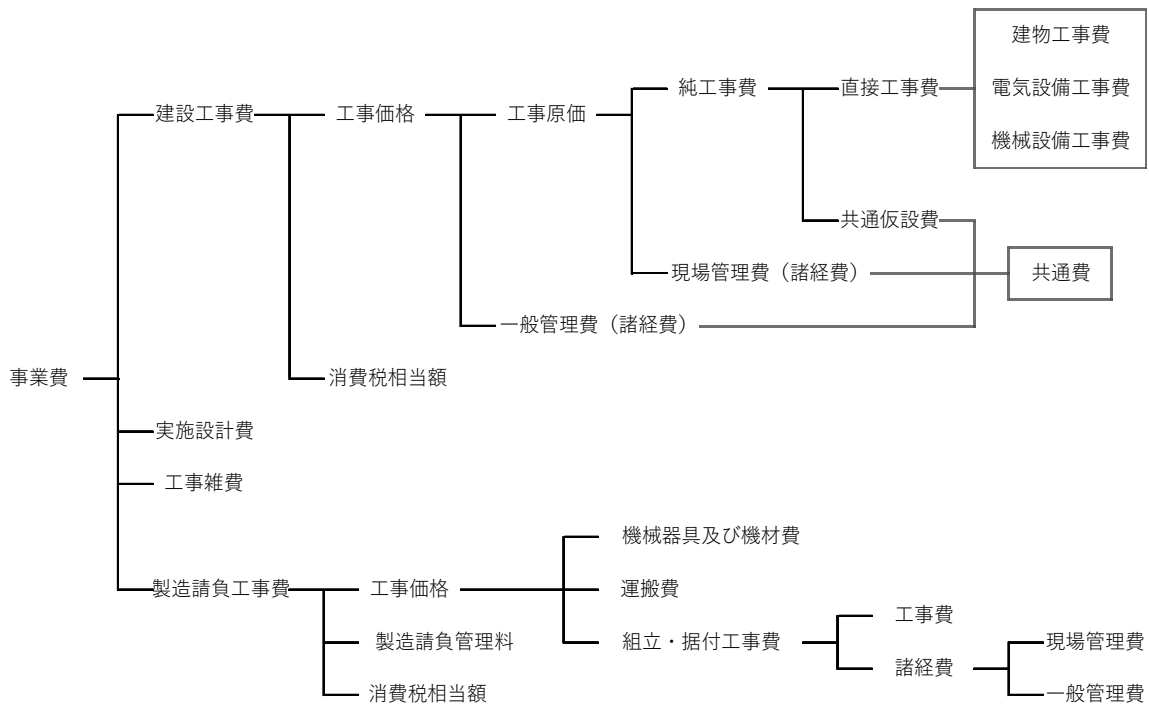 建物工事費
純工事費
直接工事費
電気設備工事費
建設工事費
工事価格
工事原価
機械設備工事費
共通仮設費
現場管理費（諸経費）
共通費
一般管理費（諸経費）
事業費
消費税相当額
実施設計費
工事雑費
機械器具及び機材費
製造請負工事費
工事価格
運搬費
工事費
製造請負管理料
組立・据付工事費
現場管理費
諸経費
消費税相当額
一般管理費